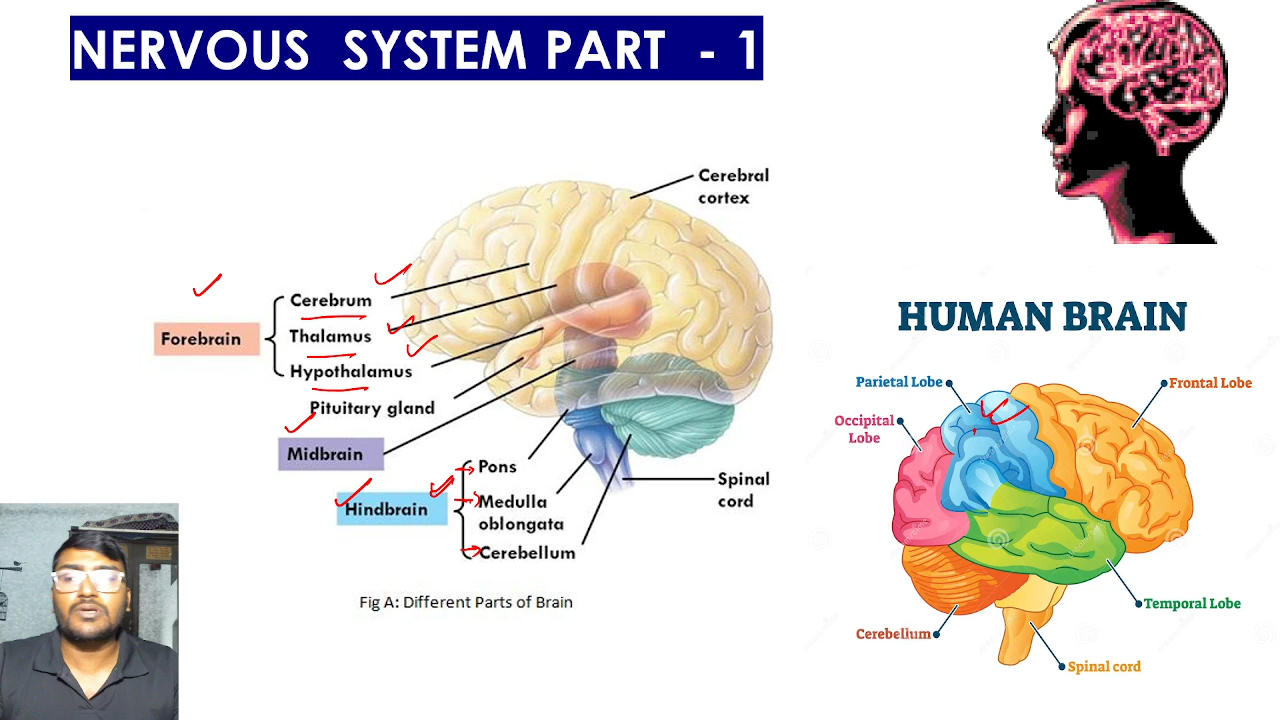 NERVOUS SYSTEM PART - 1
Cerebral
cortex
Cerebrum
Forebrain
Thalamus
Hypothalamus
Pituitary gland
Midbrain
Hindbrain
Pons
Medulla
oblongata
Cerebellum
Spinal
cord
Fig A: Different Parts of Brain
HUMAN BRAIN
Parietal Lobe
Frontal Lobe
Occipital
Lobe
Temporal Lobe
Cerebellum
Spinal cord